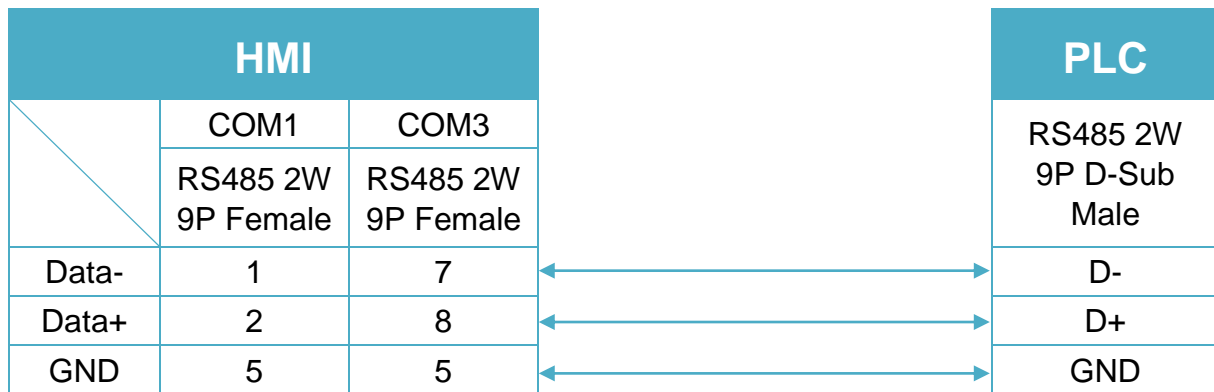 HMI
PLC
COM1 COM3
RS485 2W
9P Female
RS485 2W
9P Female
RS485 2W
9P D-Sub
Male
Data- 1 7 D-
Data+ 2 8 D+
GND 5 5 GND